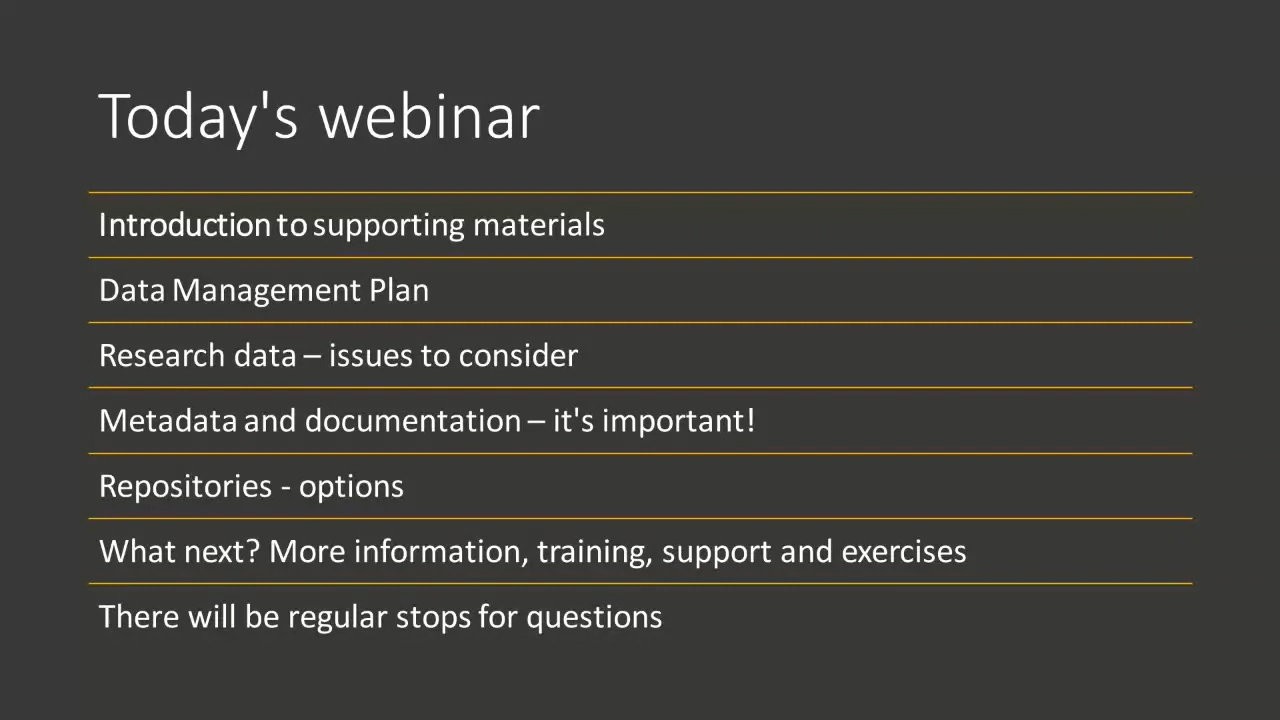 Today's webinar
Introduction to supporting materials
Data Management Plan
Research data – issues to consider
Metadata and documentation – it's important!
Repositories - options
What next? More information, training, support and exercises
There will be regular stops for questions